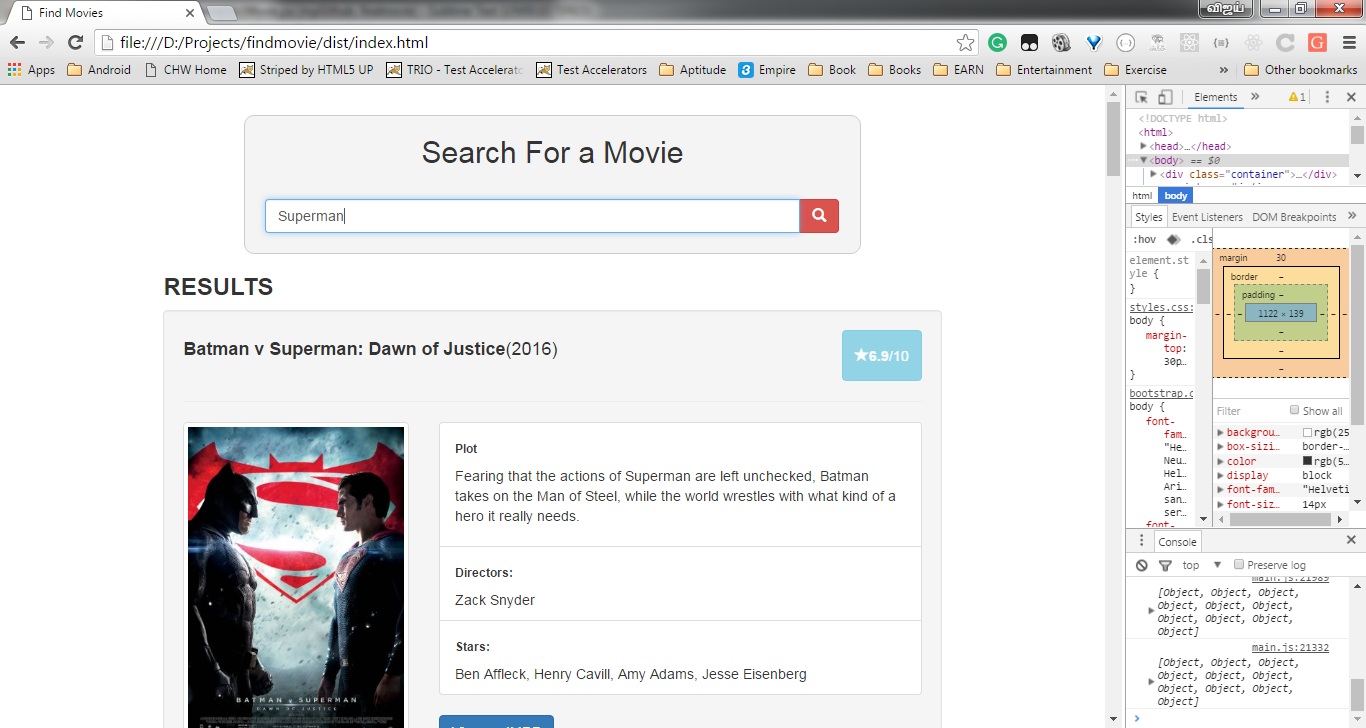 Find Movies
விஜய்
file:///D:/Projects/findmovie/dist/index.html
Apps Android CHW Home Striped by HTML5 UP TRIO - Test Accelerato Test Accelerators Aptitude Empire Book Books EARN Entertainment Exercise » Other bookmarks
Search For a Movie
Superman
RESULTS
Batman v Superman: Dawn of Justice(2016)
★6.9/10
BATMAN V SUPERMAN
DAWN OF JUSTICE
Plot
Fearing that the actions of Superman are left unchecked, Batman
takes on the Man of Steel, while the world wrestles with what kind of a
hero it really needs.
Directors:
Zack Snyder
Stars:
Ben Affleck, Henry Cavill, Amy Adams, Jesse Eisenberg
Elements » 1
<!DOCTYPE html>
<html>
<head>…</head>
<body> == $0
<div class="container">…</div>
html body
Styles Event Listeners DOM Breakpoints »
:hov .cls
element.st
yle {
}
styles.css:
body {
margin-
top:
30p…
}
bootstrap.c
body {
font-
fam…
"He…
Neu…
Hel…
Ari…
san…
ser…
font-
margin 30
border –
padding –
1122 × 139
Filter Show all
backgrou… rgb(25
box-sizi… border-…
color rgb(5…
display block
font-fam… "Helveti
font-siz… 14px
Console
top Preserve log
main.js:21989
[Object, Object, Object,
Object, Object, Object,
Object, Object, Object,
Object]
main.js:21332
[Object, Object, Object,
Object, Object, Object,
Object, Object, Object,
Object]